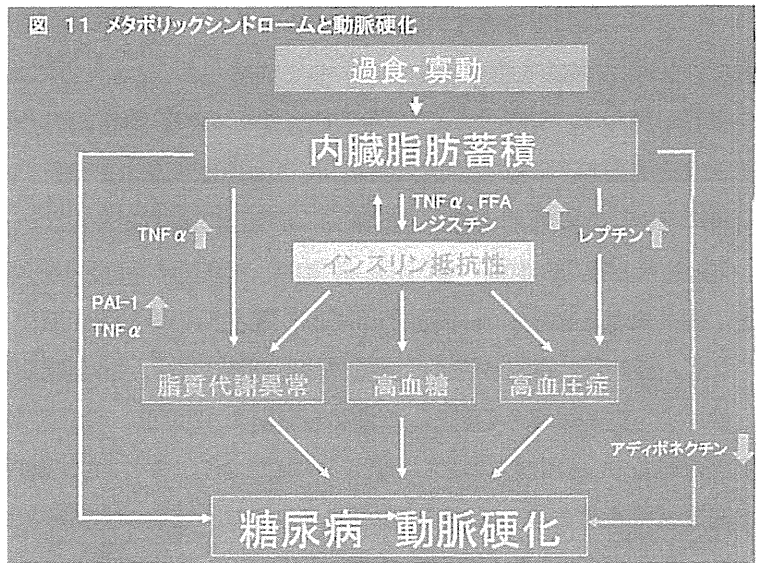 図 11 メタボリックシンドロームと動脈硬化
過食・寡動
内臓脂肪蓄積
TNFα、FFA
レジスチン
TNFα
レプチン
インスリン抵抗性
PAI-1
TNFα
脂質代謝異常
高血糖
高血圧症
アディポネクチン
糖尿病 動脈硬化